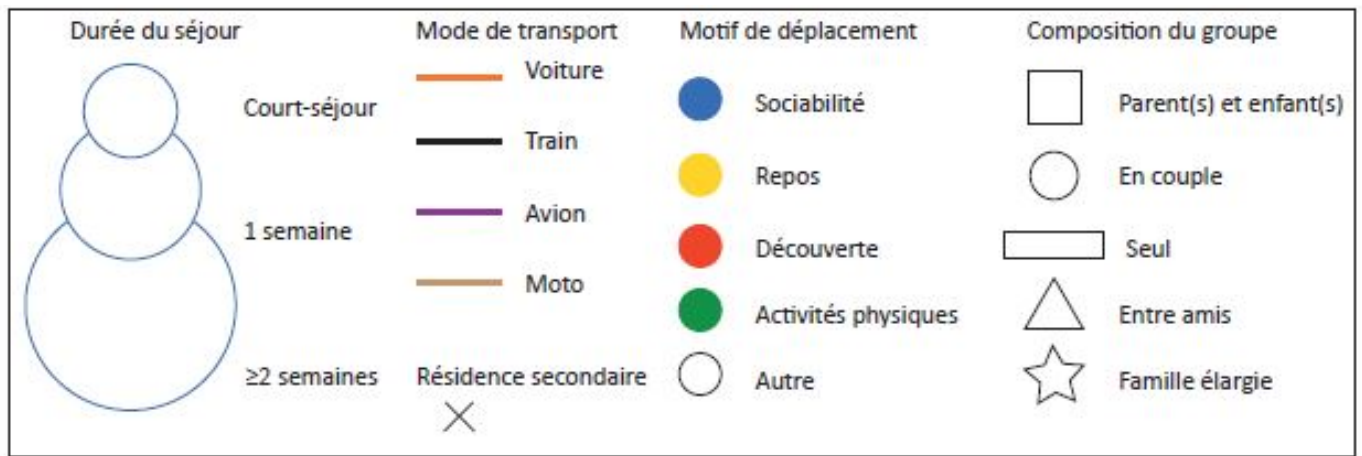 Durée du séjour
Court-séjour
1 semaine
≥2 semaines
Mode de transport
Voiture
Train
Avion
Moto
Résidence secondaire
Motif de déplacement
Sociabilité
Repos
Découverte
Activités physiques
Autre
Composition du groupe
Parent(s) et enfant(s)
En couple
Seul
Entre amis
Famille élargie